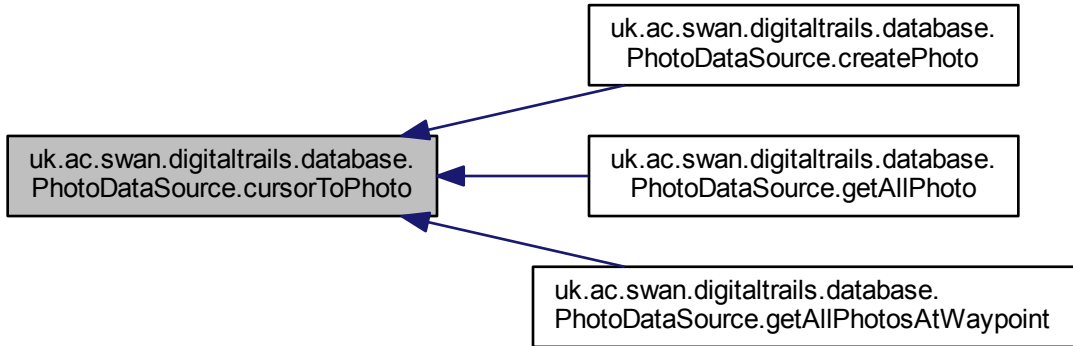 uk.ac.swan.digitaltrails.database.
PhotoDataSource.createPhoto
uk.ac.swan.digitaltrails.database.
PhotoDataSource.cursorToPhoto
uk.ac.swan.digitaltrails.database.
PhotoDataSource.getAllPhoto
uk.ac.swan.digitaltrails.database.
PhotoDataSource.getAllPhotosAtWaypoint